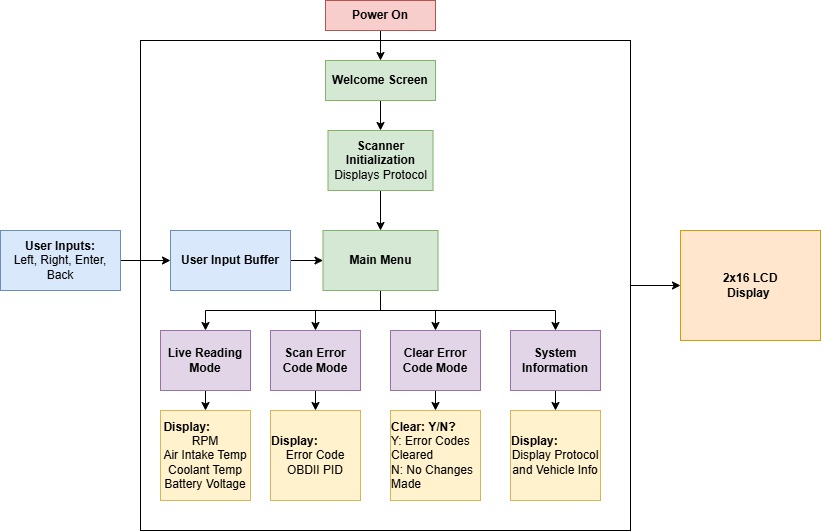 Power On
Welcome Screen
Scanner
Initialization
Displays Protocol
User Inputs:
Left, Right, Enter,
Back
User Input Buffer
Main Menu
2x16 LCD
Display
Live Reading
Mode
Scan Error
Code Mode
Clear Error
Code Mode
System
Information
Display:
RPM
Air Intake Temp
Coolant Temp
Battery Voltage
Display:
Error Code
OBDII PID
Clear: Y/N?
Y: Error Codes
Cleared
N: No Changes
Made
Display:
Display Protocol
and Vehicle Info